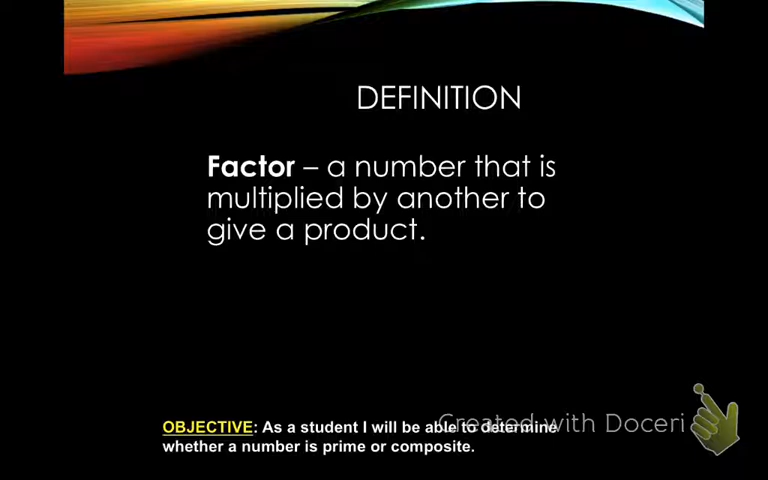 DEFINITION
Factor – a number that is
multiplied by another to
give a product.
Created with Doceri
OBJECTIVE: As a student I will be able to determine
whether a number is prime or composite.